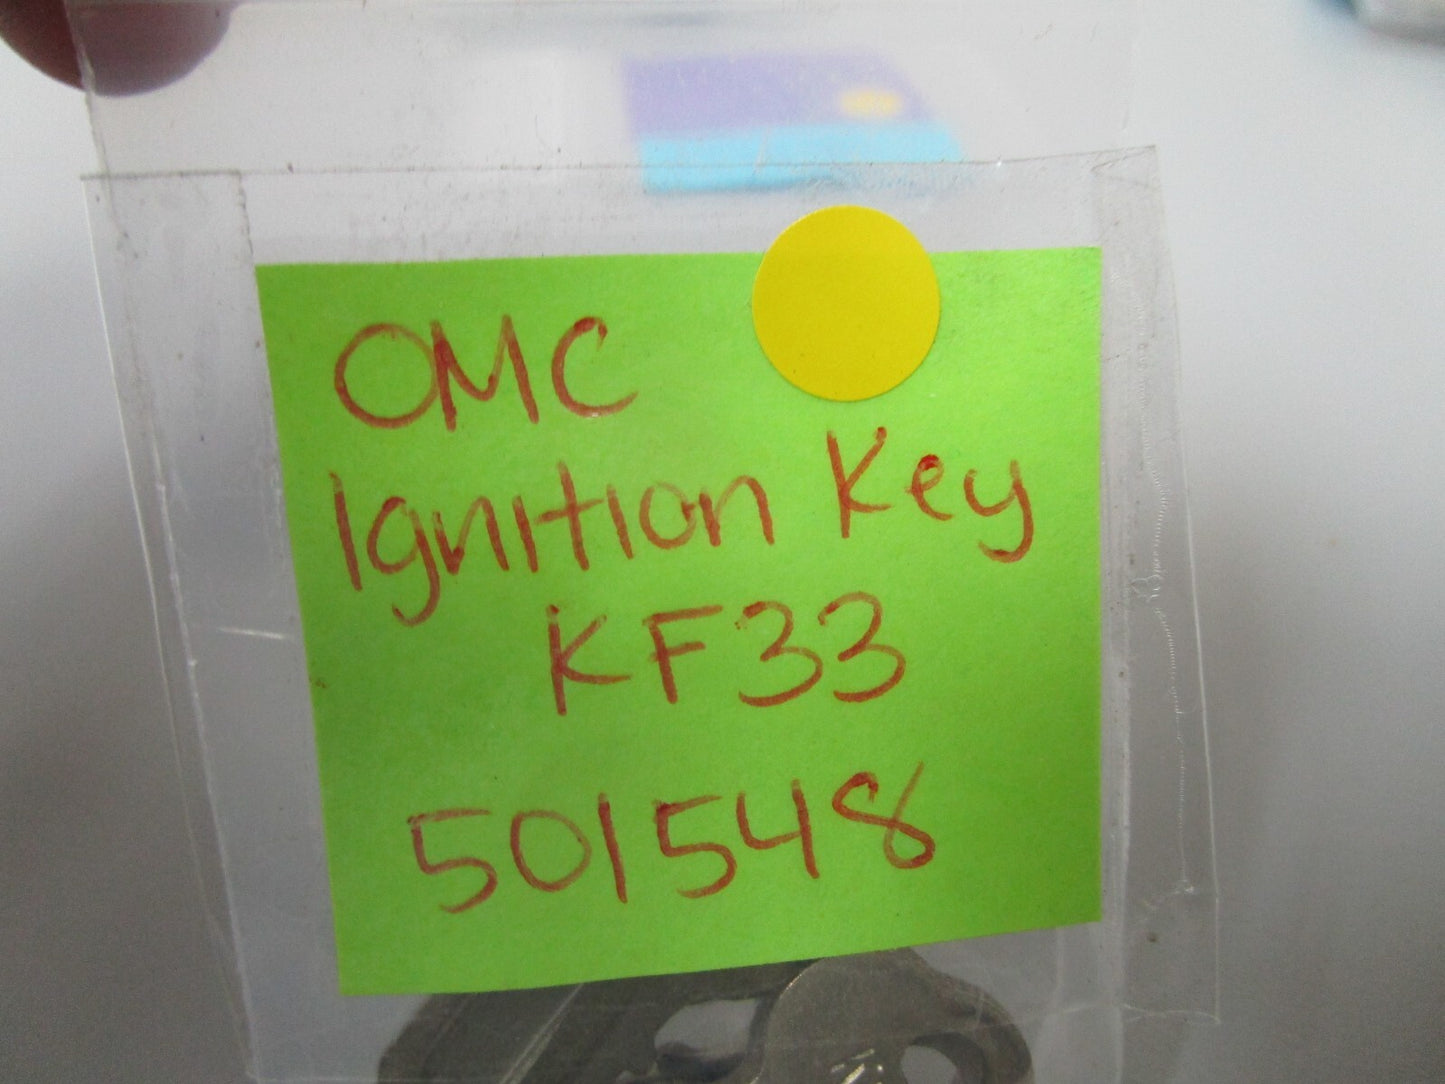 OMC
Ignition Key
KF33
501548